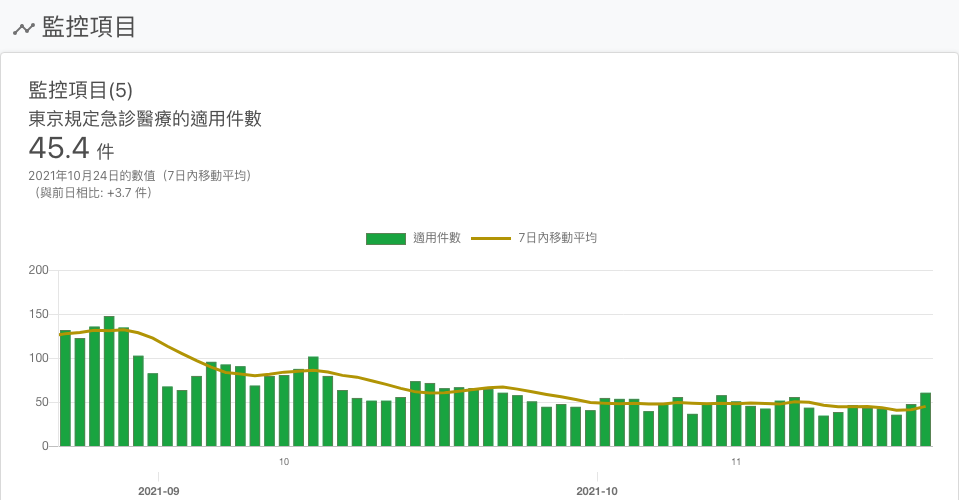 監控項目
監控項目(5)
東京規定急診醫療的適用件數
45.4 件
2021年10月24日的數值（7日內移動平均）
（與前日相比: +3.7 件）
適用件數 7日內移動平均
200
150
100
50
0
10 11
2021-09 2021-10